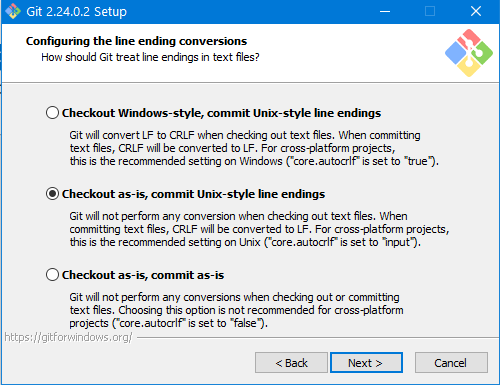 Git 2.24.0.2 Setup
Configuring the line ending conversions
How should Git treat line endings in text files?
Checkout Windows-style, commit Unix-style line endings
Git will convert LF to CRLF when checking out text files. When committing
text files, CRLF will be converted to LF. For cross-platform projects,
this is the recommended setting on Windows ("core.autocrlf" is set to "true").
Checkout as-is, commit Unix-style line endings
Git will not perform any conversion when checking out text files. When
committing text files, CRLF will be converted to LF. For cross-platform projects,
this is the recommended setting on Unix ("core.autocrlf" is set to "input").
Checkout as-is, commit as-is
Git will not perform any conversions when checking out or committing
text files. Choosing this option is not recommended for cross-platform
projects ("core.autocrlf" is set to "false").
https://gitforwindows.org/
< Back
Next >
Cancel